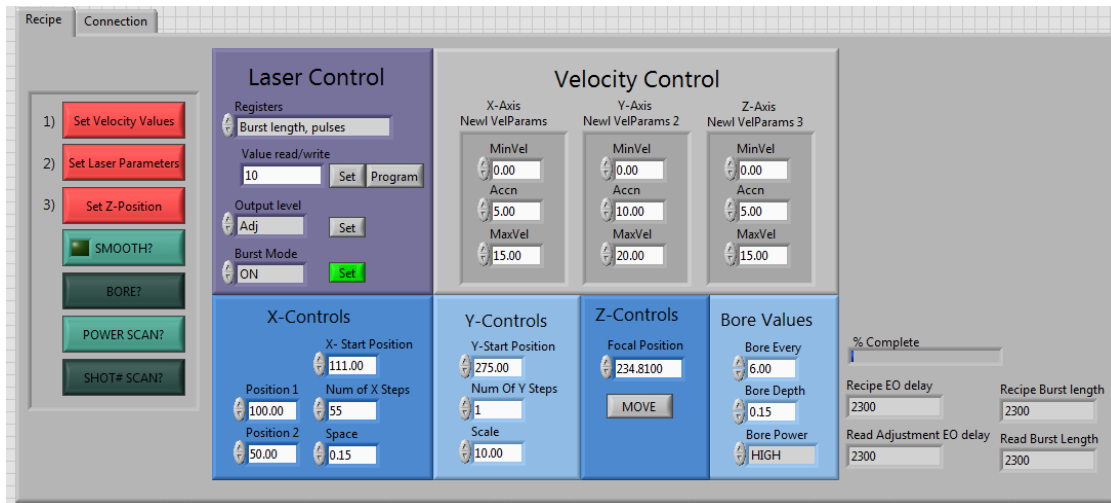 Recipe
Connection
1) Set Velocity Values
2) Set Laser Parameters
3) Set Z-Position
SMOOTH?
BORE?
POWER SCAN?
SHOT# SCAN?
Laser Control
Registers
Burst length, pulses
Value read/write
10 Set Program
Output level
Adj Set
Burst Mode
ON Set
Velocity Control
X-Axis
Newl VelParams
MinVel
0.00
Accn
5.00
MaxVel
15.00
Y-Axis
Newl VelParams 2
MinVel
0.00
Accn
10.00
MaxVel
20.00
Z-Axis
Newl VelParams 3
MinVel
0.00
Accn
5.00
MaxVel
15.00
X-Controls
X- Start Position
111.00
Position 1 Num of X Steps
100.00 55
Position 2 Space
50.00 0.15
Y-Controls
Y-Start Position
275.00
Num Of Y Steps
1
Scale
10.00
Z-Controls
Focal Position
234.8100
MOVE
Bore Values
Bore Every
6.00
Bore Depth
0.15
Bore Power
HIGH
% Complete
Recipe EO delay
2300
Recipe Burst length
2300
Read Adjustment EO delay
2300
Read Burst Length
2300